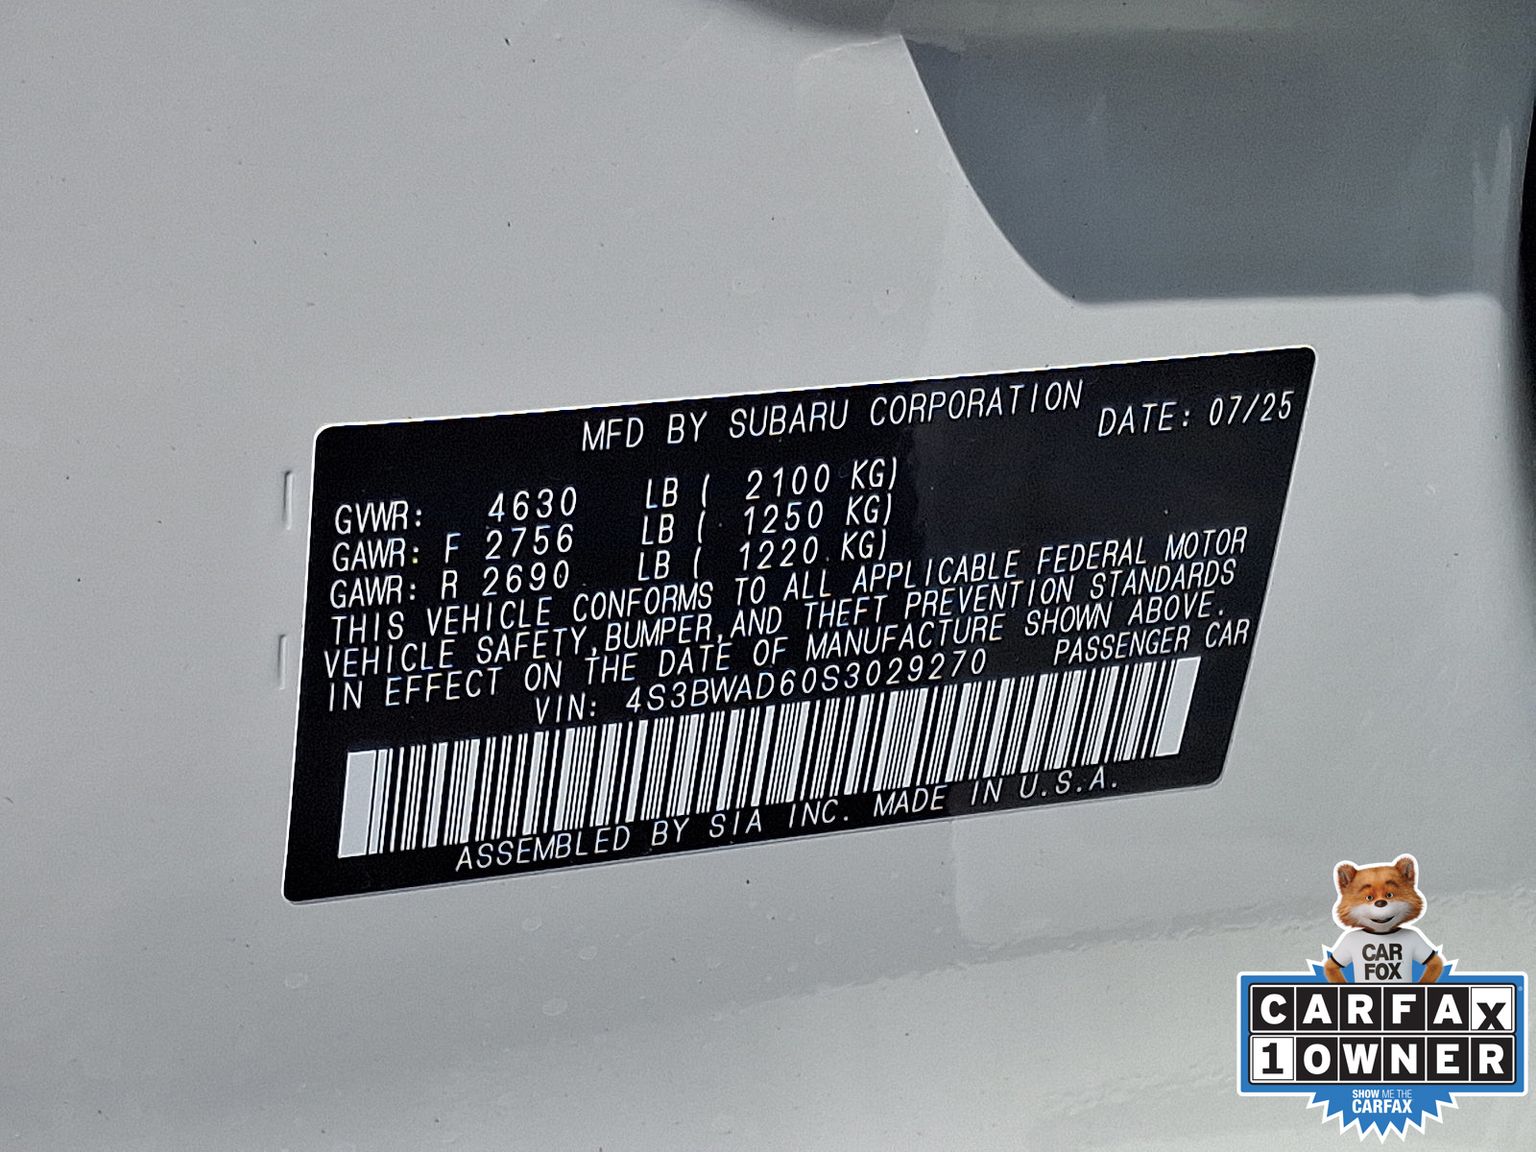 MFD BY SUBARU CORPORATION DATE: 07/25
GVWR: 4630 LB ( 2100 KG)
GAWR: F 2756 LB ( 1250 KG)
GAWR: R 2690 LB ( 1220 KG)
THIS VEHICLE CONFORMS TO ALL APPLICABLE FEDERAL MOTOR
VEHICLE SAFETY, BUMPER, AND THEFT PREVENTION STANDARDS
IN EFFECT ON THE DATE OF MANUFACTURE SHOWN ABOVE.
VIN: 4S3BWAD60S3029270 PASSENGER CAR
ASSEMBLED BY SIA INC. MADE IN U.S.A.
CAR
FOX
CARFAX
1 OWNER
SHOW ME THE
CARFAX